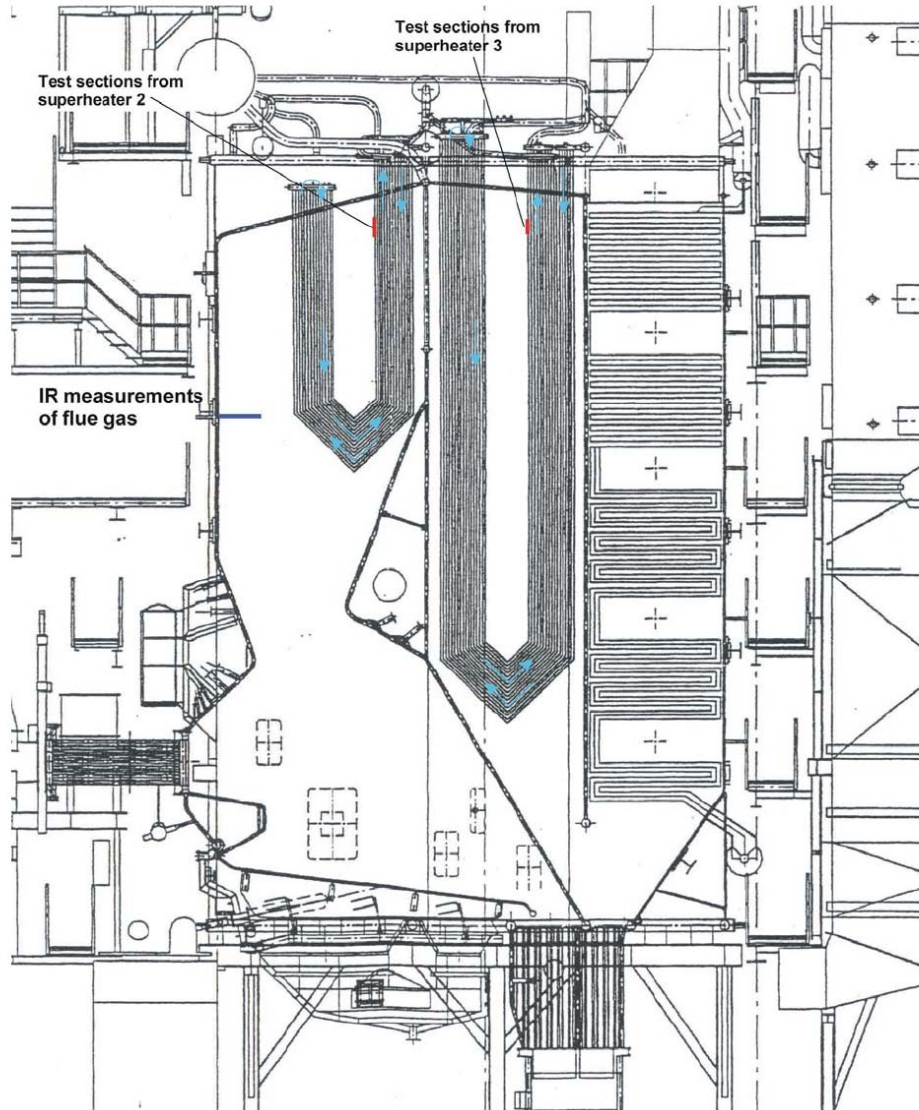 Test sections from
superheater 3
Test sections from
superheater 2
IR measurements
of flue gas